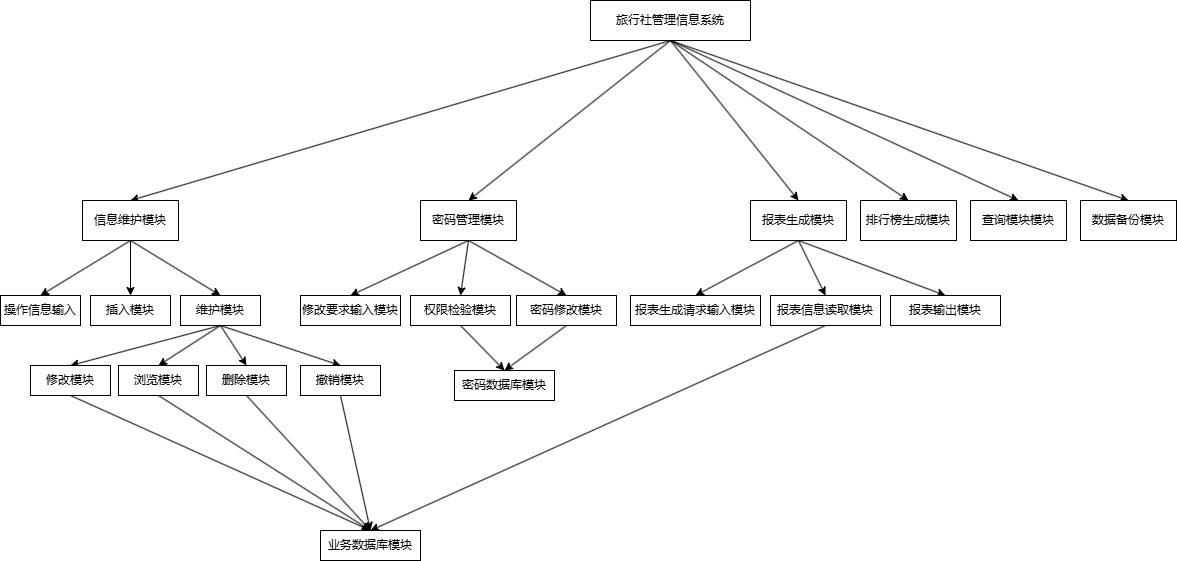 旅行社管理信息系统
信息维护模块
密码管理模块
报表生成模块
排行榜生成模块
查询模块模块
数据备份模块
操作信息输入
插入模块
维护模块
修改要求输入模块
权限检验模块
密码修改模块
报表生成请求输入模块
报表信息读取模块
报表输出模块
修改模块
浏览模块
删除模块
撤销模块
密码数据库模块
业务数据库模块